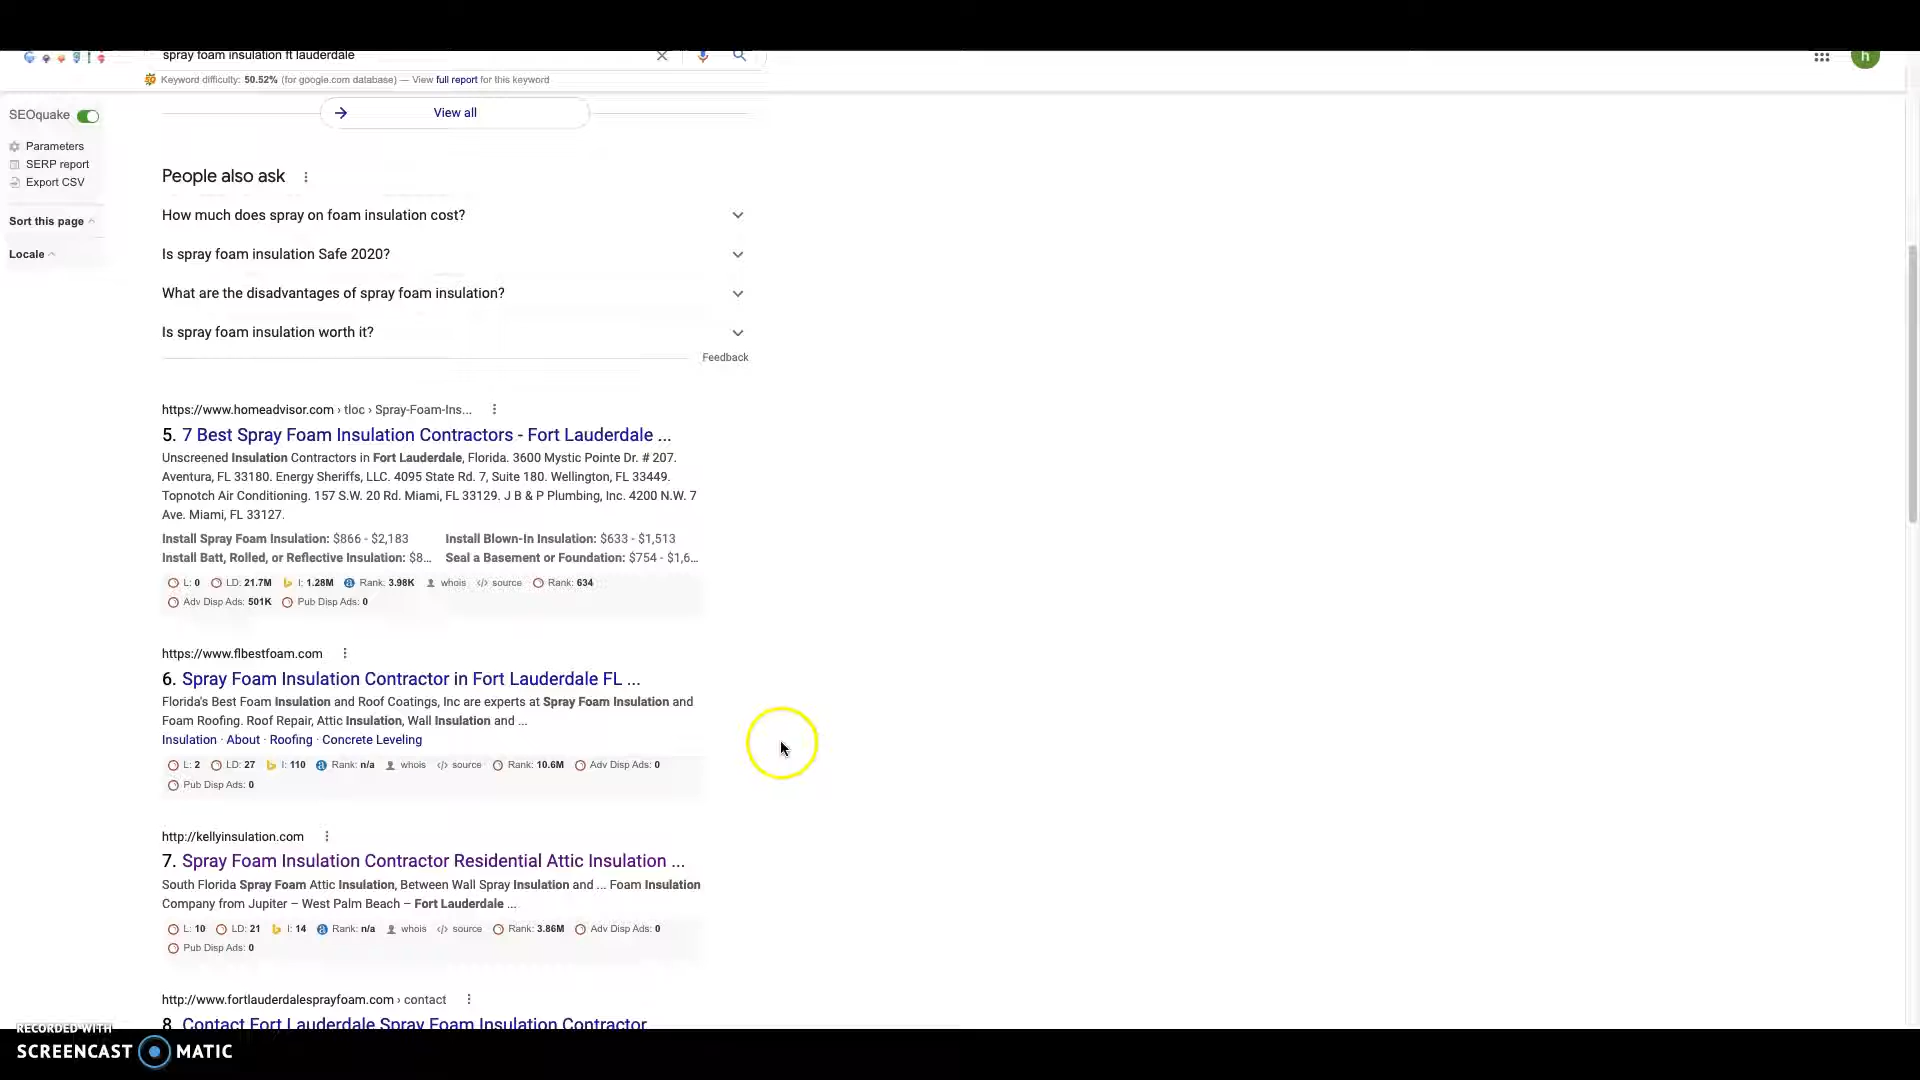 spray foam insulation ft lauderdale
h
Keyword difficulty: 50.52% (for google.com database) — View full report for this keyword
SEOquake
View all
Parameters
SERP report
Export CSV
Sort this page
Locale
People also ask
How much does spray on foam insulation cost?
Is spray foam insulation Safe 2020?
What are the disadvantages of spray foam insulation?
Is spray foam insulation worth it?
Feedback
https://www.homeadvisor.com › tloc › Spray-Foam-Ins...
5. 7 Best Spray Foam Insulation Contractors - Fort Lauderdale ...
Unscreened Insulation Contractors in Fort Lauderdale, Florida. 3600 Mystic Pointe Dr. # 207.
Aventura, FL 33180. Energy Sheriffs, LLC. 4095 State Rd. 7, Suite 180. Wellington, FL 33449.
Topnotch Air Conditioning. 157 S.W. 20 Rd. Miami, FL 33129. J B & P Plumbing, Inc. 4200 N.W. 7
Ave. Miami, FL 33127.
Install Spray Foam Insulation: $866 - $2,183 Install Blown-In Insulation: $633 - $1,513
Install Batt, Rolled, or Reflective Insulation: $8... Seal a Basement or Foundation: $754 - $1,6...
L: 0 LD: 21.7M I: 1.28M Rank: 3.98K whois </> source Rank: 634
Adv Disp Ads: 501K Pub Disp Ads: 0
https://www.flbestfoam.com
6. Spray Foam Insulation Contractor in Fort Lauderdale FL ...
Florida's Best Foam Insulation and Roof Coatings, Inc are experts at Spray Foam Insulation and
Foam Roofing. Roof Repair, Attic Insulation, Wall Insulation and ...
Insulation · About · Roofing · Concrete Leveling
L: 2 LD: 27 I: 110 Rank: n/a whois </> source Rank: 10.6M Adv Disp Ads: 0
Pub Disp Ads: 0
http://kellyinsulation.com
7. Spray Foam Insulation Contractor Residential Attic Insulation ...
South Florida Spray Foam Attic Insulation, Between Wall Spray Insulation and ... Foam Insulation
Company from Jupiter – West Palm Beach – Fort Lauderdale ...
L: 10 LD: 21 I: 14 Rank: n/a whois </> source Rank: 3.86M Adv Disp Ads: 0
Pub Disp Ads: 0
http://www.fortlauderdalesprayfoam.com › contact
8. Contact Fort Lauderdale Spray Foam Insulation Contractor
RECORDED WITH
SCREENCAST MATIC